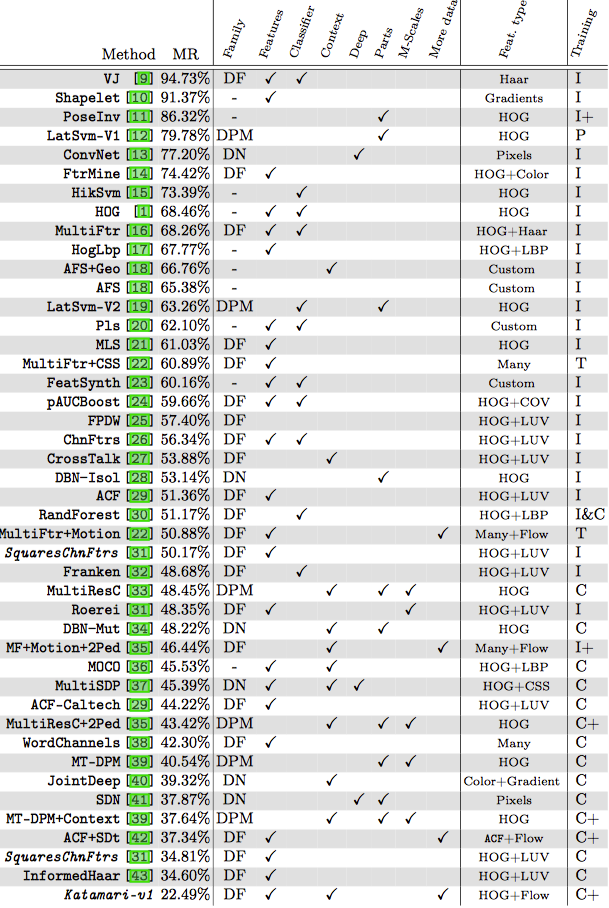 Method MR Family Features Classifier Context Deep Parts M-Scales More data Feat. type Training
VJ [9] 94.73% DF ✓ ✓ Haar I
Shapelet [10] 91.37% - ✓ Gradients I
PoseInv [11] 86.32% - ✓ HOG I+
LatSvm-V1 [12] 79.78% DPM ✓ HOG P
ConvNet [13] 77.20% DN ✓ Pixels I
FtrMine [14] 74.42% DF ✓ HOG+Color I
HikSvm [15] 73.39% - ✓ HOG I
HOG [1] 68.46% - ✓ ✓ HOG I
MultiFtr [16] 68.26% DF ✓ ✓ HOG+Haar I
HogLbp [17] 67.77% - ✓ HOG+LBP I
AFS+Geo [18] 66.76% - ✓ Custom I
AFS [18] 65.38% - Custom I
LatSvm-V2 [19] 63.26% DPM ✓ ✓ HOG I
Pls [20] 62.10% - ✓ ✓ Custom I
MLS [21] 61.03% DF ✓ HOG I
MultiFtr+CSS [22] 60.89% DF ✓ Many T
FeatSynth [23] 60.16% - ✓ ✓ Custom I
pAUCBoost [24] 59.66% DF ✓ ✓ HOG+COV I
FPDW [25] 57.40% DF HOG+LUV I
ChnFtrs [26] 56.34% DF ✓ ✓ HOG+LUV I
CrossTalk [27] 53.88% DF ✓ HOG+LUV I
DBN-Isol [28] 53.14% DN ✓ HOG I
ACF [29] 51.36% DF ✓ HOG+LUV I
RandForest [30] 51.17% DF ✓ HOG+LBP I&C
MultiFtr+Motion [22] 50.88% DF ✓ ✓ Many+Flow T
SquaresChnFtrs [31] 50.17% DF ✓ HOG+LUV I
Franken [32] 48.68% DF ✓ HOG+LUV I
MultiResC [33] 48.45% DPM ✓ ✓ ✓ HOG C
Roerei [31] 48.35% DF ✓ ✓ HOG+LUV I
DBN-Mut [34] 48.22% DN ✓ ✓ HOG C
MF+Motion+2Ped [35] 46.44% DF ✓ ✓ Many+Flow I+
MOCO [36] 45.53% - ✓ ✓ HOG+LBP C
MultiSDP [37] 45.39% DN ✓ ✓ ✓ HOG+CSS C
ACF-Caltech [29] 44.22% DF ✓ HOG+LUV C
MultiResC+2Ped [35] 43.42% DPM ✓ ✓ ✓ HOG C+
WordChannels [38] 42.30% DF ✓ Many C
MT-DPM [39] 40.54% DPM ✓ ✓ HOG C
JointDeep [40] 39.32% DN ✓ Color+Gradient C
SDN [41] 37.87% DN ✓ ✓ Pixels C
MT-DPM+Context [39] 37.64% DPM ✓ ✓ ✓ HOG C+
ACF+SDt [42] 37.34% DF ✓ ✓ ACF+Flow C+
SquaresChnFtrs [31] 34.81% DF ✓ HOG+LUV C
InformedHaar [43] 34.60% DF ✓ HOG+LUV C
Katamari-v1 22.49% DF ✓ ✓ ✓ HOG+Flow C+